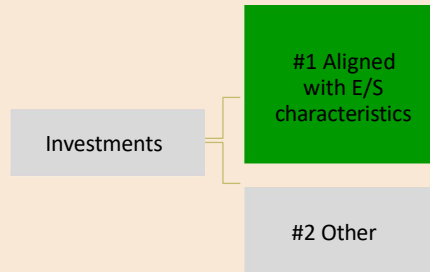 #1 Aligned
with E/S
characteristics
Investments
#2 Other